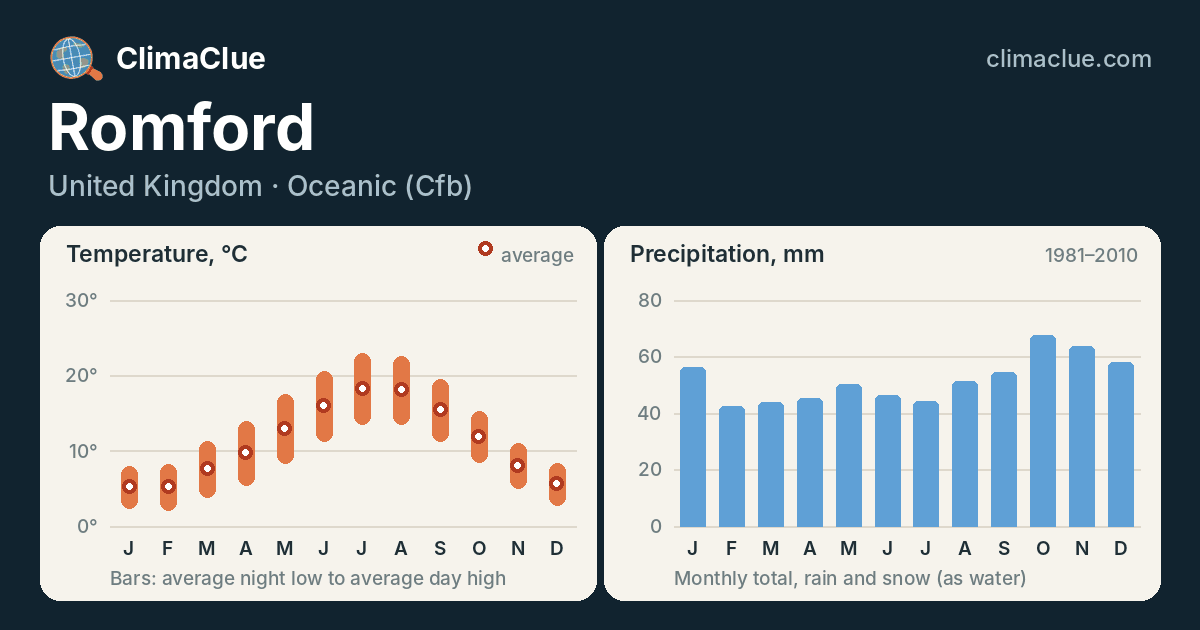 ClimaClue
climaclue.com
Romford
United Kingdom · Oceanic (Cfb)
Temperature, °C
average
30°
20°
10°
0°
J F M A M J J A S O N D
Bars: average night low to average day high
Precipitation, mm
1981–2010
80
60
40
20
0
J F M A M J J A S O N D
Monthly total, rain and snow (as water)